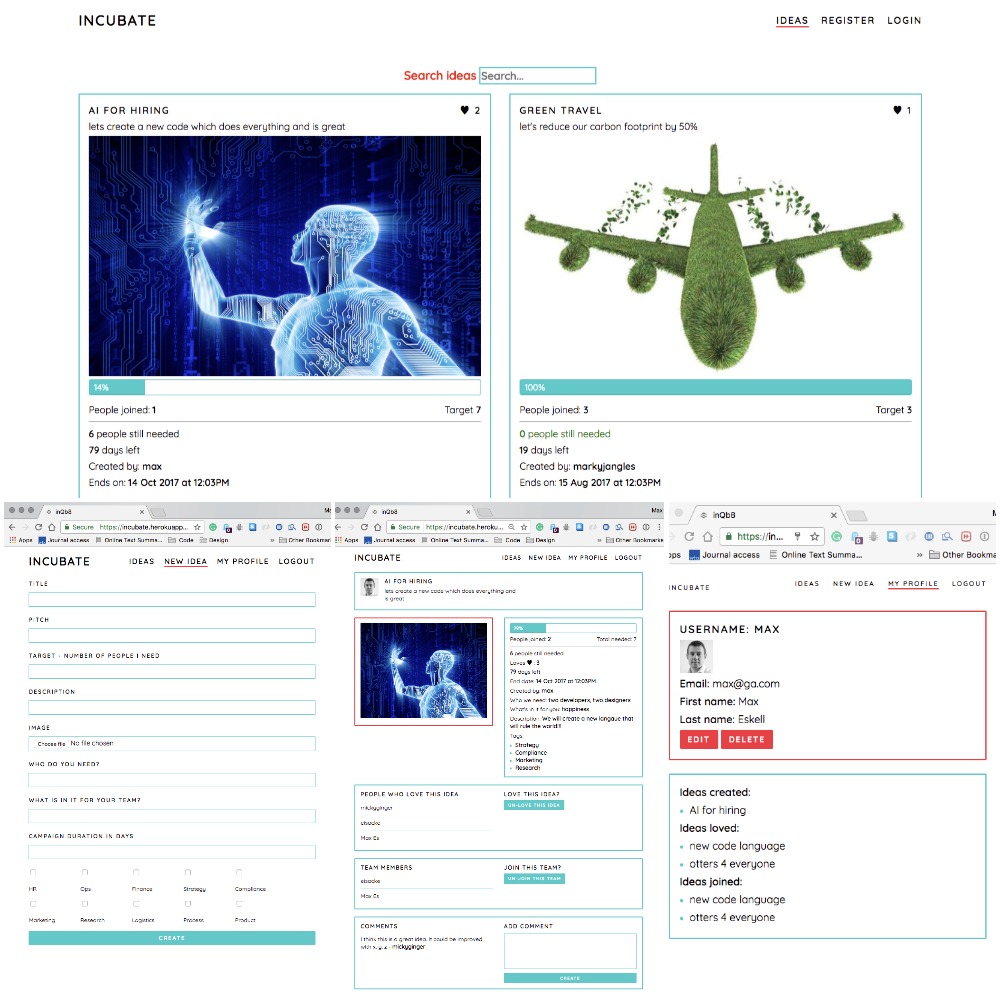 INCUBATE
IDEAS REGISTER LOGIN
Search ideas Search...
AI FOR HIRING 2
lets create a new code which does everything and is great
14%
People joined: 1 Target 7
6 people still needed
79 days left
Created by: max
Ends on: 14 Oct 2017 at 12:03PM
GREEN TRAVEL 1
let's reduce our carbon footprint by 50%
100%
People joined: 3 Target 3
0 people still needed
19 days left
Created by: markyjangles
Ends on: 15 Aug 2017 at 12:03PM
inQb8
Secure https://incubate.herokuapp...
Apps Journal access Online Text Summa... Code Design » Other Bookmarks
INCUBATE
IDEAS NEW IDEA MY PROFILE LOGOUT
TITLE
PITCH
TARGET - NUMBER OF PEOPLE I NEED
DESCRIPTION
IMAGE
Choose file No file chosen
WHO DO YOU NEED?
WHAT IS IN IT FOR YOUR TEAM?
CAMPAIGN DURATION IN DAYS
HR Ops Finance Strategy Compliance
Marketing Research Logistics Process Product
CREATE
inQb8 Max
Secure https://incubate.heroku...
Apps Journal access Online Text Summa... Code Design » Other Bookmarks
INCUBATE
IDEAS NEW IDEA MY PROFILE LOGOUT
AI FOR HIRING
lets create a new code which does everything and
is great
People joined: 2 Total needed: 7
6 people still needed
Loves ♥ : 3
79 days left
End date: 14 Oct 2017 at 12:03PM
Created by: max
Who we need: two developers, two designers
What's in it for you: happiness
Description: We will create a new langaue that
will rule the world!!
Tags:
Strategy
Compliance
Marketing
Research
PEOPLE WHO LOVE THIS IDEA
mickyginger
elsacke
Max Es
LOVE THIS IDEA?
UN-LOVE THIS IDEA
TEAM MEMBERS
elsacke
Max Es
JOIN THIS TEAM?
UN-JOIN THIS TEAM
COMMENTS
I think this is a great idea. It could be improved
with x, y, z - mickyginger
ADD COMMENT
CREATE
inQb8
https://in...
pps Journal access Online Text Summa... » Other Bookma
INCUBATE
IDEAS NEW IDEA MY PROFILE LOGOUT
USERNAME: MAX
Email: max@ga.com
First name: Max
Last name: Eskell
EDIT DELETE
Ideas created:
AI for hiring
Ideas loved:
new code language
otters 4 everyone
Ideas joined:
new code language
otters 4 everyone